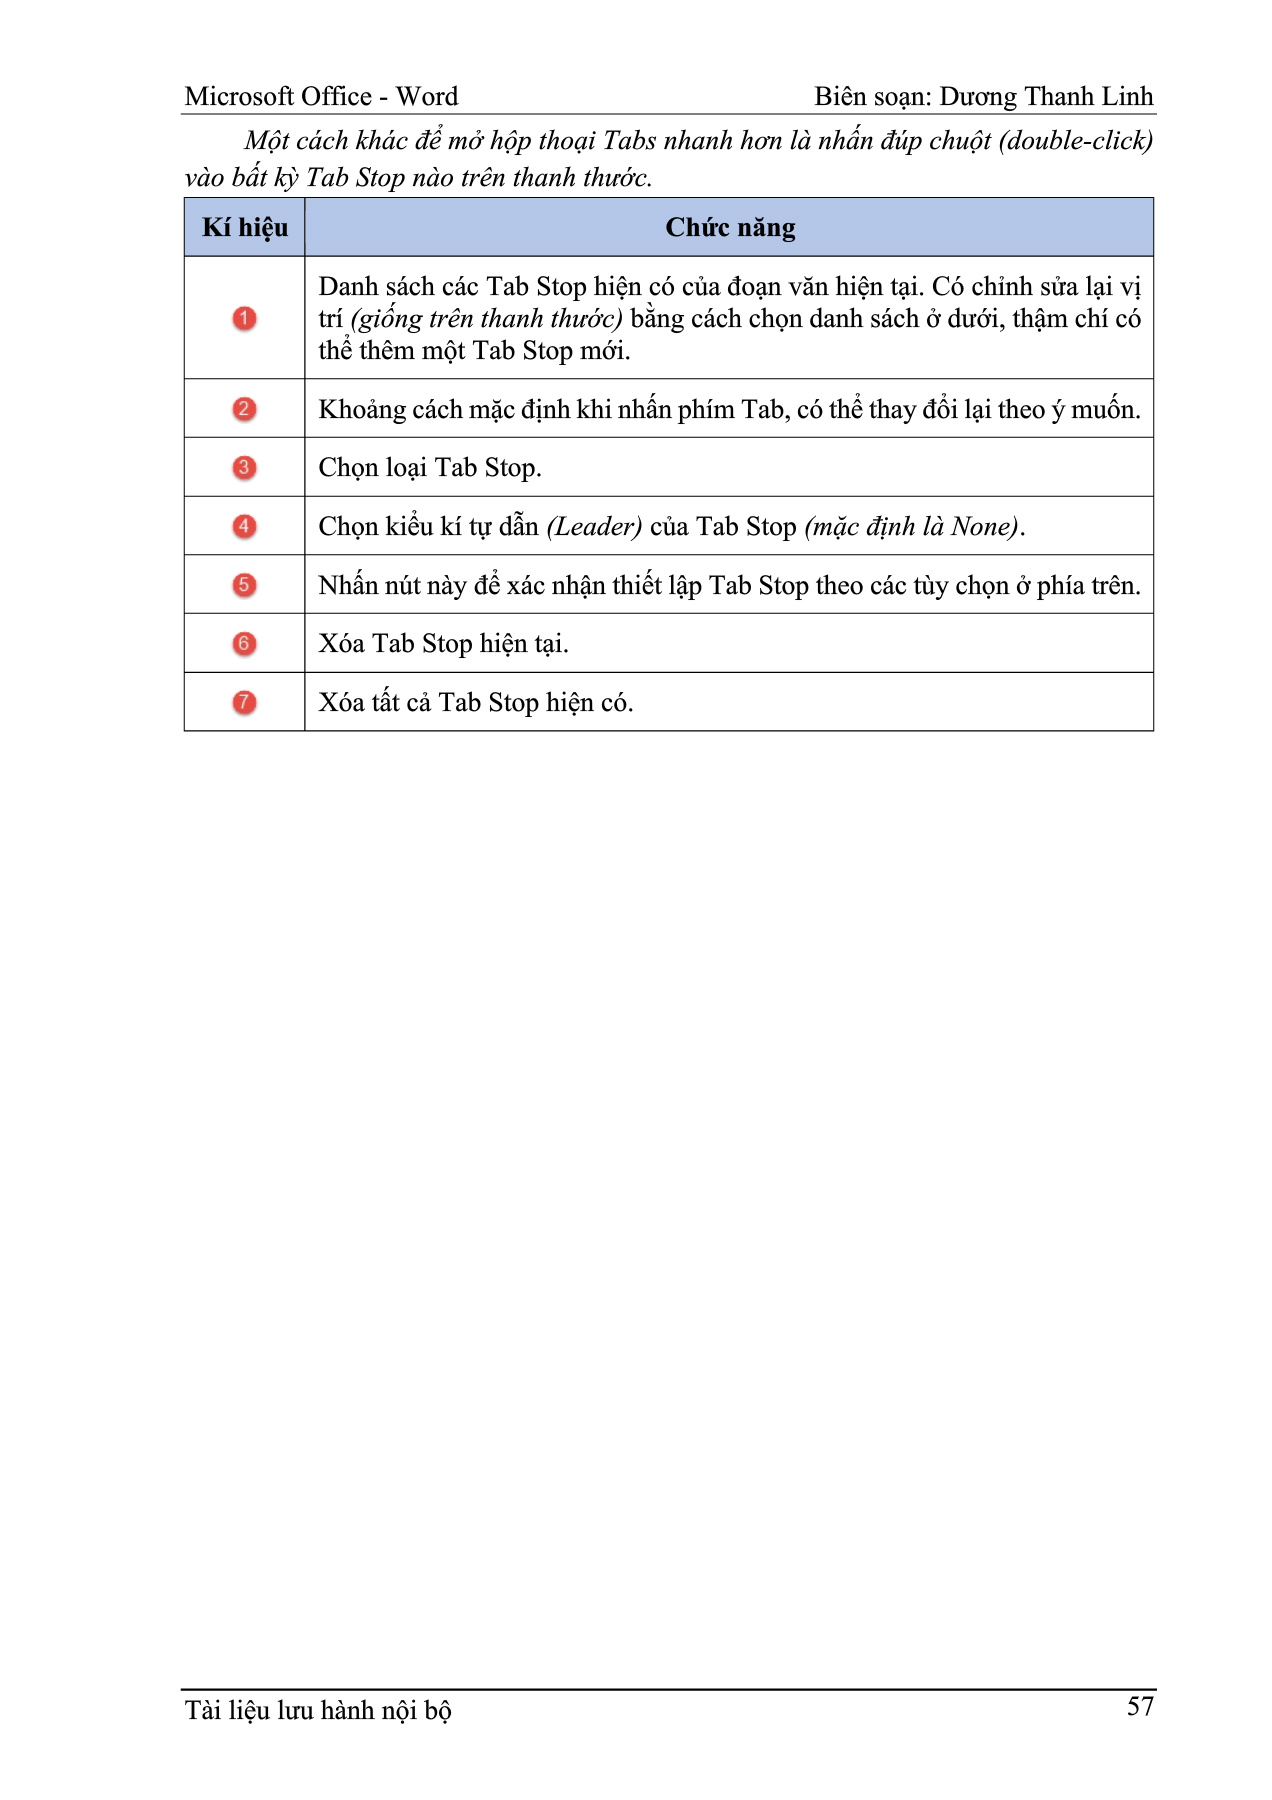 Microsoft Office - Word Biên soạn: Dương Thanh Linh
Một cách khác để mở hộp thoại Tabs nhanh hơn là nhấn đúp chuột (double-click)
vào bất kỳ Tab Stop nào trên thanh thước.
Kí hiệu Chức năng
1 Danh sách các Tab Stop hiện có của đoạn văn hiện tại. Có chỉnh sửa lại vị
trí (giống trên thanh thước) bằng cách chọn danh sách ở dưới, thậm chí có
thể thêm một Tab Stop mới.
2 Khoảng cách mặc định khi nhấn phím Tab, có thể thay đổi lại theo ý muốn.
3 Chọn loại Tab Stop.
4 Chọn kiểu kí tự dẫn (Leader) của Tab Stop (mặc định là None).
5 Nhấn nút này để xác nhận thiết lập Tab Stop theo các tùy chọn ở phía trên.
6 Xóa Tab Stop hiện tại.
7 Xóa tất cả Tab Stop hiện có.
Tài liệu lưu hành nội bộ 57